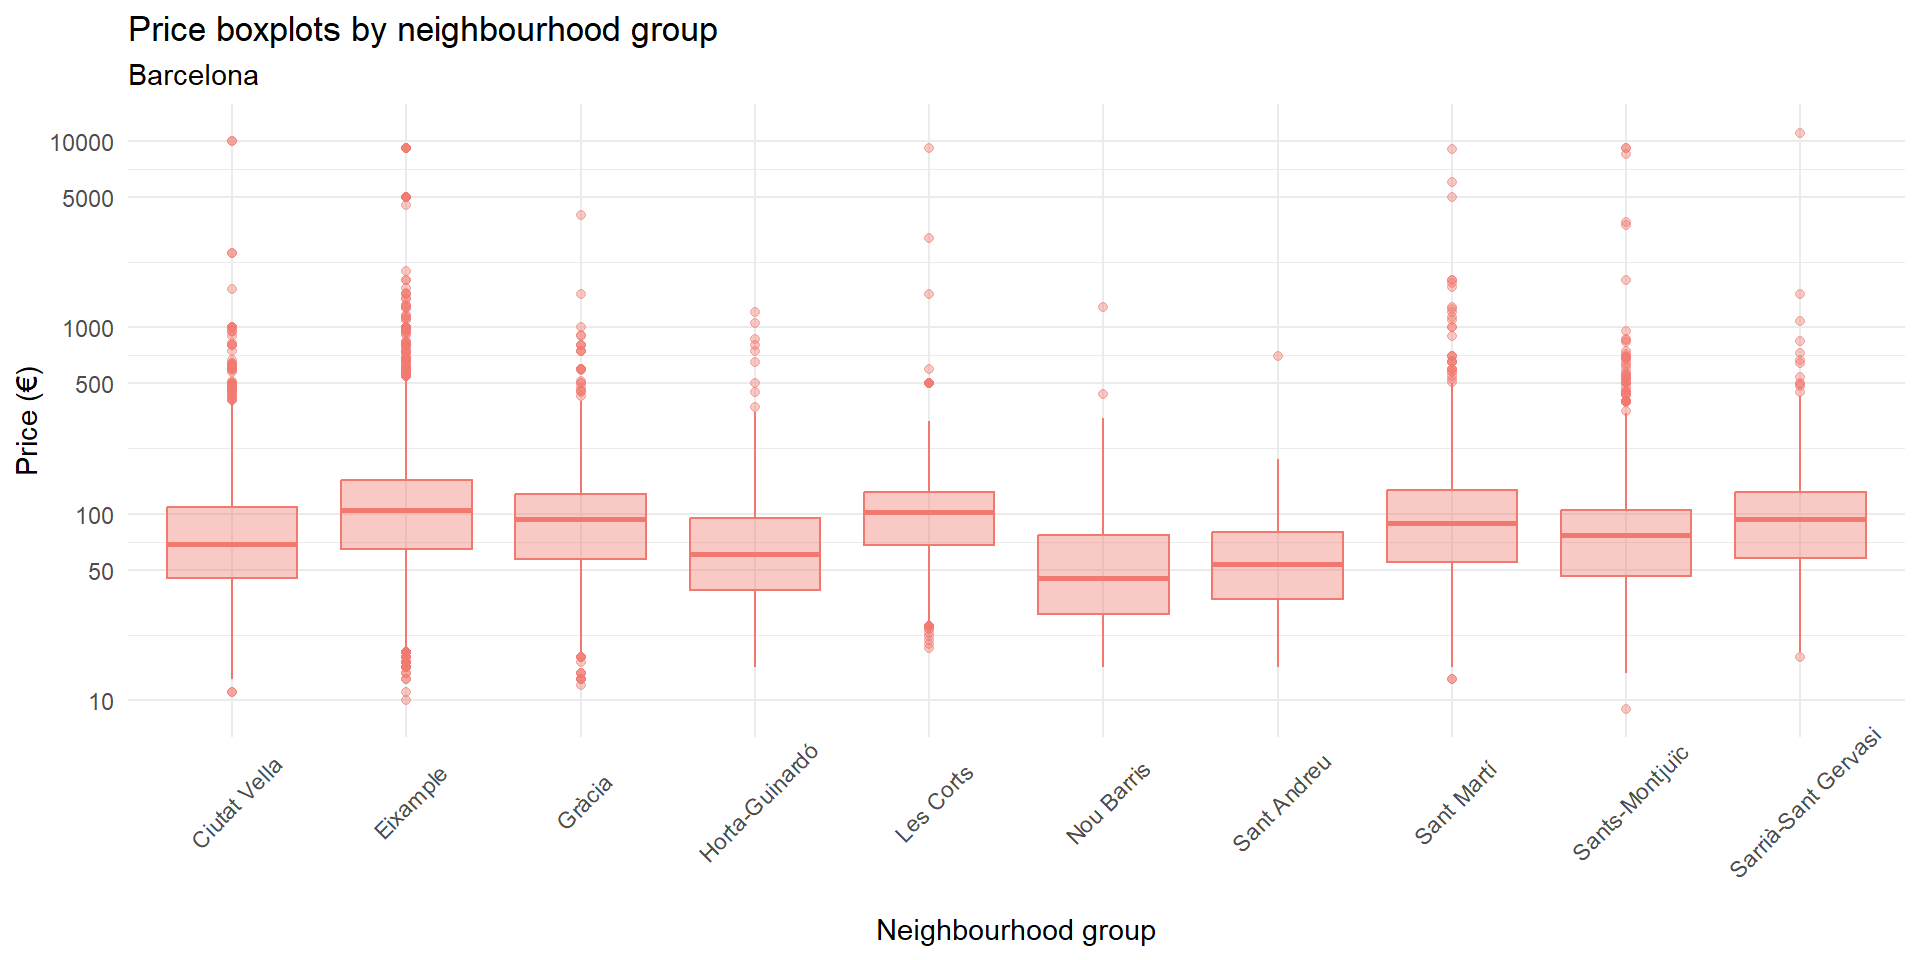 Price boxplots by neighbourhood group
Barcelona
Price (€)
10000
5000
1000
500
100
50
10
Ciutat Vella
Eixample
Gràcia
Horta-Guinardó
Les Corts
Nou Barris
Sant Andreu
Sant Martí
Sants-Montjuïc
Sarrià-Sant Gervasi
Neighbourhood group